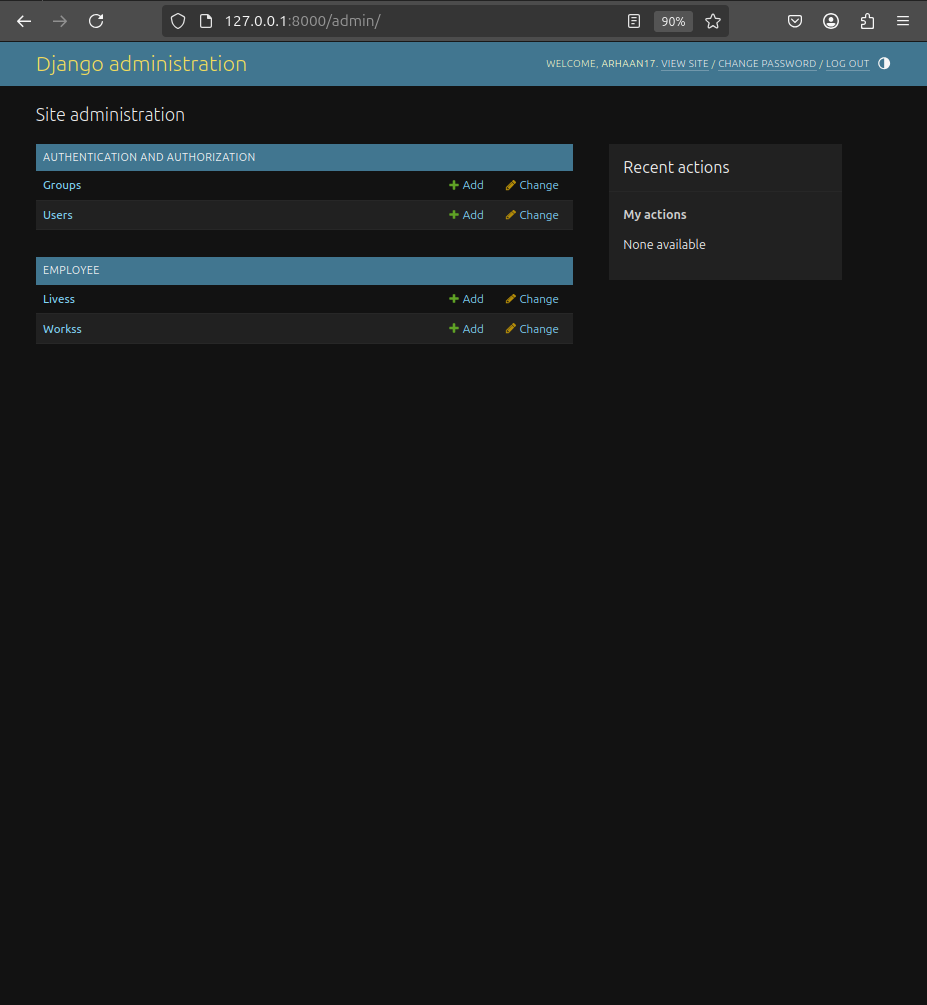 127.0.0.1:8000/admin/ 90%
Django administration
WELCOME, ARHAAN17. VIEW SITE / CHANGE PASSWORD / LOG OUT
Site administration
AUTHENTICATION AND AUTHORIZATION
Groups Add Change
Users Add Change
EMPLOYEE
Livess Add Change
Workss Add Change
Recent actions
My actions
None available